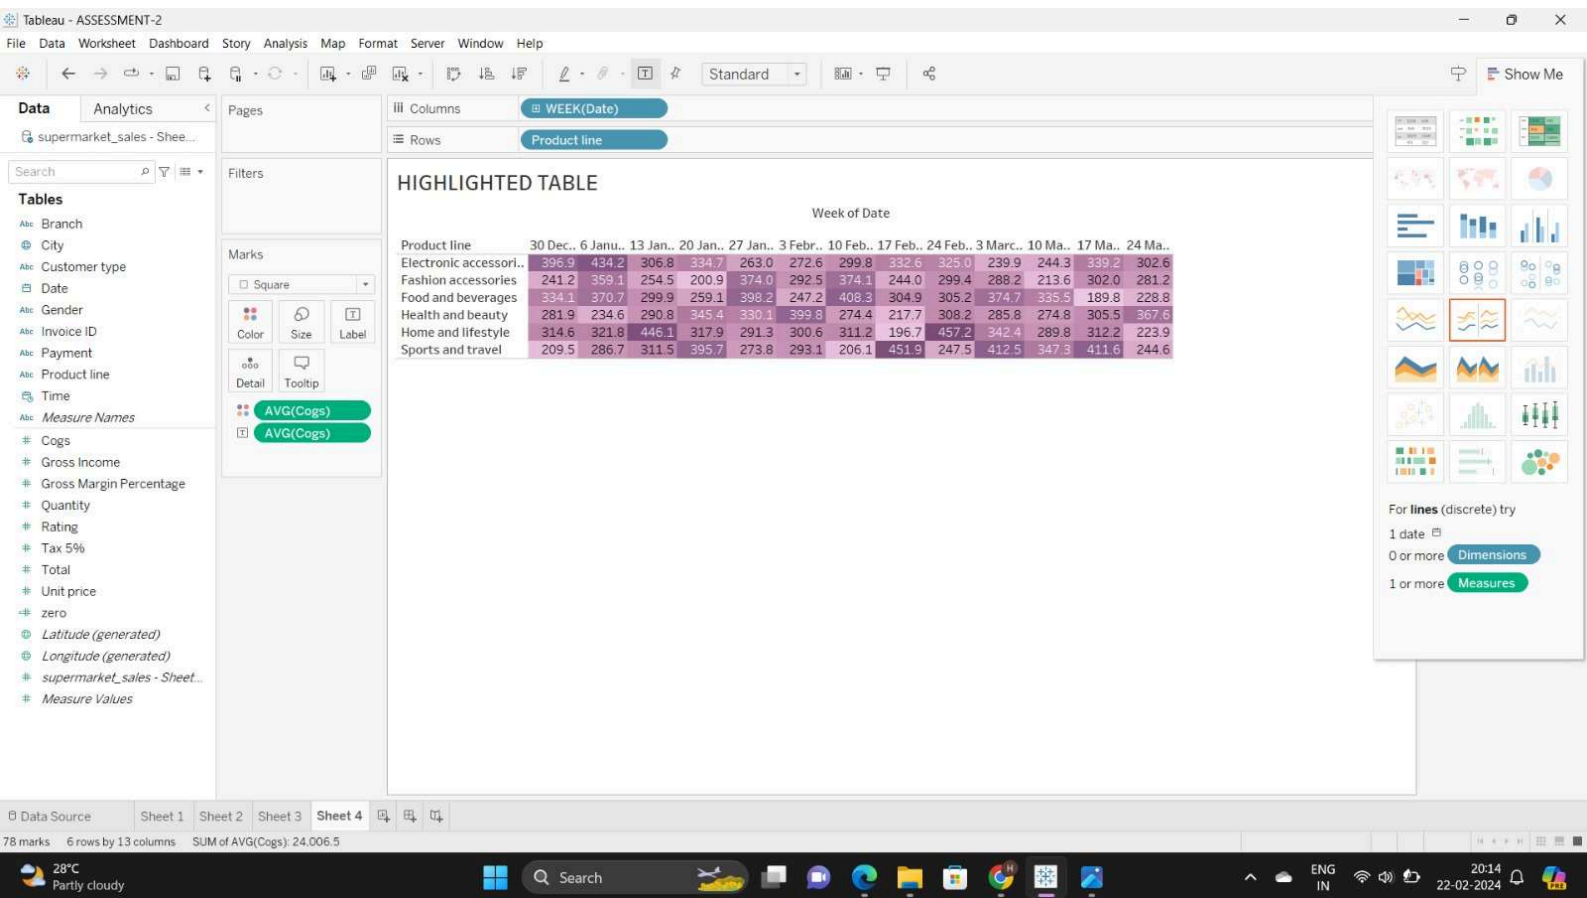 Tableau - ASSESSMENT-2
File Data Worksheet Dashboard Story Analysis Map Format Server Window Help
Standard
Show Me
Data Analytics
Pages
Columns
WEEK(Date)
supermarket_sales - Shee...
Rows
Product line
Search
Filters
HIGHLIGHTED TABLE
Tables
Week of Date
Abc Branch
City
Abc Customer type
Date
Abc Gender
Abc Invoice ID
Abc Payment
Abc Product line
Time
Abc Measure Names
# Cogs
# Gross Income
# Gross Margin Percentage
# Quantity
# Rating
# Tax 5%
# Total
# Unit price
=# zero
Latitude (generated)
Longitude (generated)
# supermarket_sales - Sheet...
# Measure Values
Marks
Square
Color Size Label
Detail Tooltip
AVG(Cogs)
AVG(Cogs)
Product line 30 Dec.. 6 Janu.. 13 Jan.. 20 Jan.. 27 Jan.. 3 Febr.. 10 Feb.. 17 Feb.. 24 Feb.. 3 Marc.. 10 Ma.. 17 Ma.. 24 Ma..
Electronic accessori.. 396.9 434.2 306.8 334.7 263.0 272.6 299.8 332.6 325.0 239.9 244.3 339.2 302.6
Fashion accessories 241.2 359.1 254.5 200.9 374.0 292.5 374.1 244.0 299.4 288.2 213.6 302.0 281.2
Food and beverages 334.1 370.7 299.9 259.1 398.2 247.2 408.3 304.9 305.2 374.7 335.5 189.8 228.8
Health and beauty 281.9 234.6 290.8 345.4 330.1 399.8 274.4 217.7 308.2 285.8 274.8 305.5 367.6
Home and lifestyle 314.6 321.8 446.1 317.9 291.3 300.6 311.2 196.7 457.2 342.4 289.8 312.2 223.9
Sports and travel 209.5 286.7 311.5 395.7 273.8 293.1 206.1 451.9 247.5 412.5 347.3 411.6 244.6
For lines (discrete) try
1 date
0 or more Dimensions
1 or more Measures
Data Source Sheet 1 Sheet 2 Sheet 3 Sheet 4
78 marks 6 rows by 13 columns SUM of AVG(Cogs): 24,006.5
28°C
Partly cloudy
Search
ENG
IN
20:14
22-02-2024
PRE